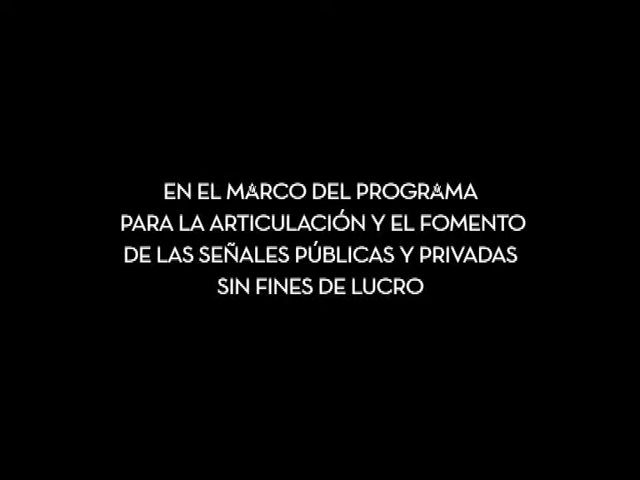 EN EL MARCO DEL PROGRAMA
PARA LA ARTICULACIÓN Y EL FOMENTO
DE LAS SEÑALES PÚBLICAS Y PRIVADAS
SIN FINES DE LUCRO